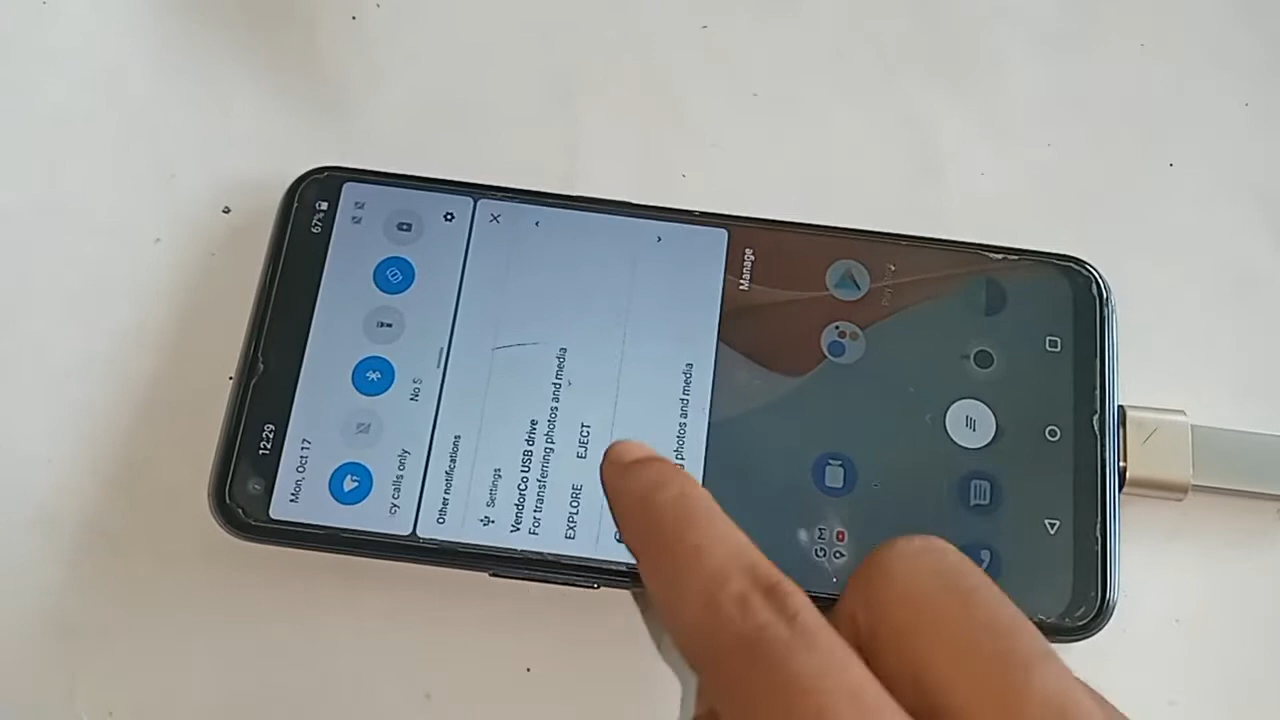 12:29
67%
Mon, Oct 17
cy calls only
No S
Other notifications
Settings
VendorCo USB drive
For transferring photos and media
EXPLORE EJECT
photos and media
Manage